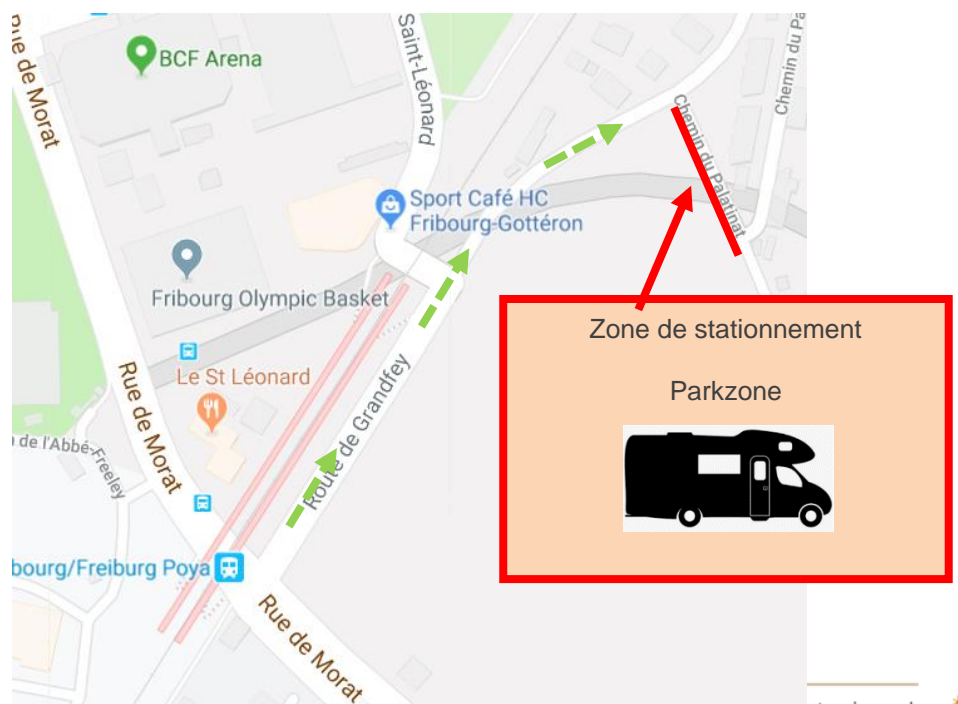 Rue de Morat
BCF Arena
Saint-Léonard
Chemin du Pa
Chemin du Palatinat
Sport Café HC
Fribourg-Gottéron
Fribourg Olympic Basket
Zone de stationnement
Parkzone
Le St Léonard
Rue de Morat
Route de Grandfey
de l'Abbé-Freeley
bourg/Freiburg Poya
Rue de Morat